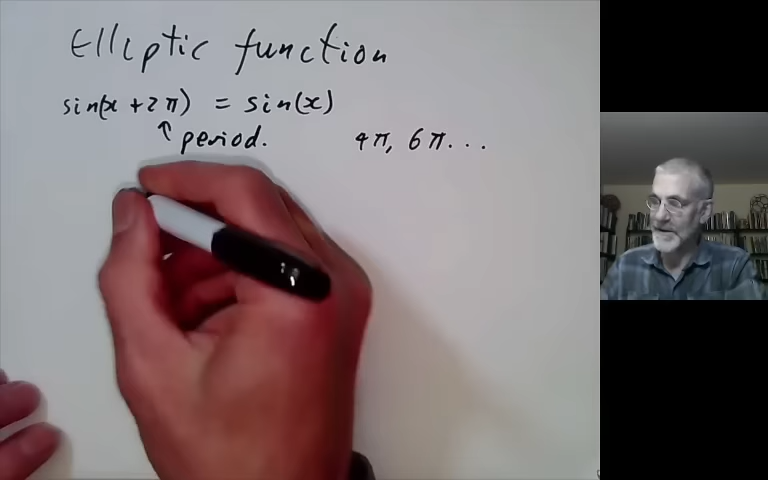 Elliptic function
sin(x + 2π) = sin(x)
↑ period. 4π, 6π...